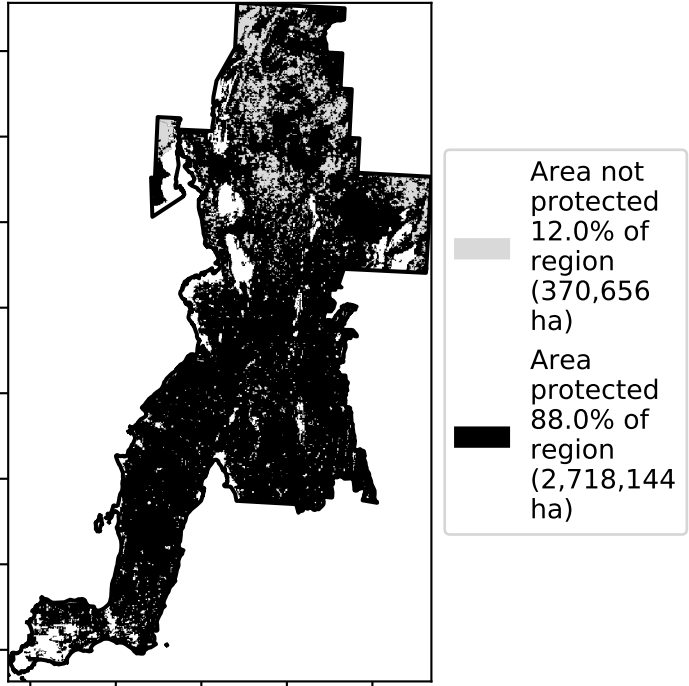 Area not
protected
12.0% of
region
(370,656
ha)
Area
protected
88.0% of
region
(2,718,144
ha)